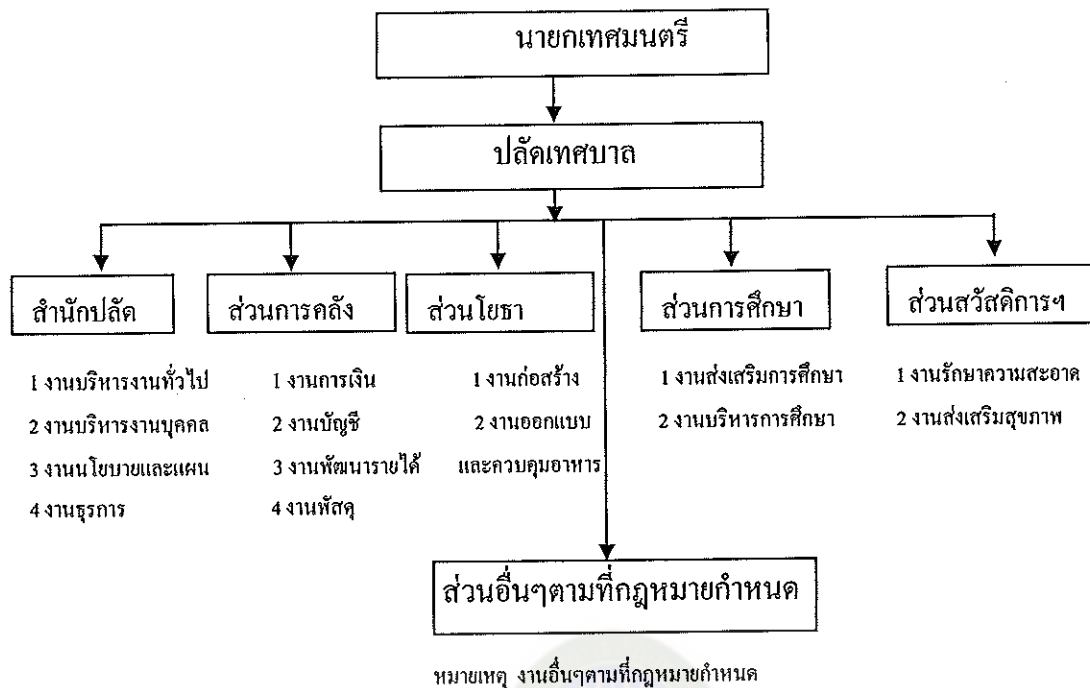 นายกเทศมนตรี
ปลัดเทศบาล
สำนักปลัด
1 งานบริหารงานทั่วไป
2 งานบริหารงานบุคคล
3 งานนโยบายและแผน
4 งานธุรการ
ส่วนการคลัง
1 งานการเงิน
2 งานบัญชี
3 งานพัฒนารายได้
4 งานพัสดุ
ส่วนโยธา
1 งานก่อสร้าง
2 งานออกแบบ
และควบคุมอาหาร
ส่วนการศึกษา
1 งานส่งเสริมการศึกษา
2 งานบริหารการศึกษา
ส่วนสวัสดิการฯ
1 งานรักษาความสะอาด
2 งานส่งเสริมสุขภาพ
ส่วนอื่นๆตามที่กฎหมายกำหนด
หมายเหตุ งานอื่นๆตามที่กฎหมายกำหนด